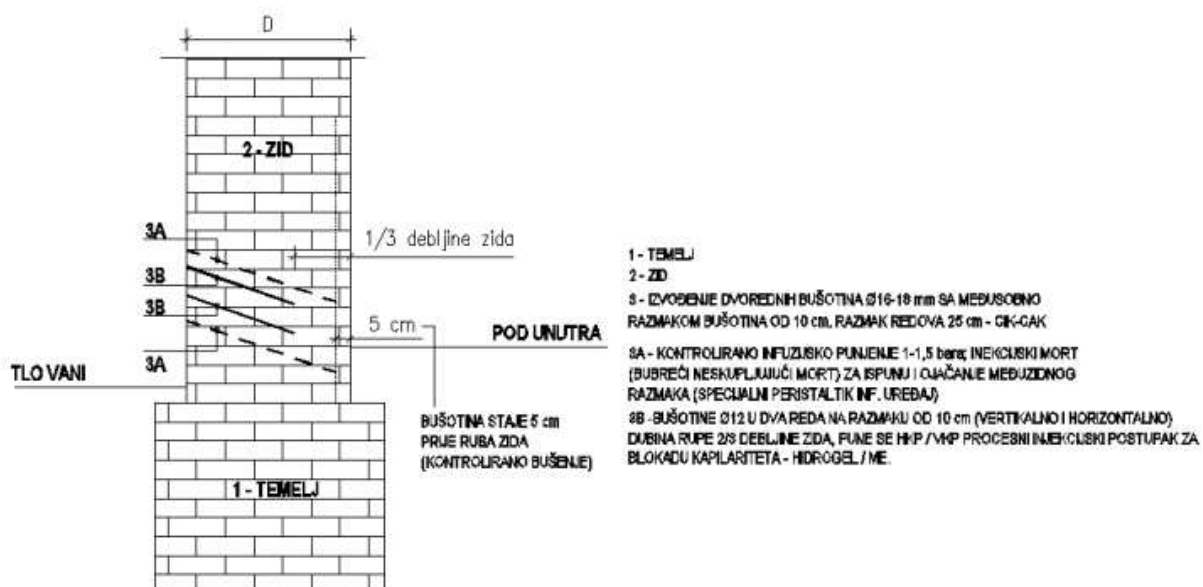 D
2 - ZID
3A
1/3 debljine zida
3B
3B
5 cm
POD UNUTRA
3A
TLO VANI
BUŠOTINA STAJE 5 cm
PRIJE RUBA ZIDA
(KONTROLIRANO BUŠENJE)
1 - TEMELJ
1 - TEMELJ
2 - ZID
3 - IZVOĐENJE DVOREDNIH BUŠOTINA Ø16-18 mm SA MEĐUSOBNO
RAZMAKOM BUŠOTINA OD 10 cm, RAZMAK REDOVA 25 cm - CIK-CAK
3A - KONTROLIRANO INFUZIJSKO PUNJENJE 1-1,5 bara; INEKCIJSKI MORT
(BUBREĆI NESKUPLJAJUĆI MORT) ZA ISPUNU I OJAČANJE MEĐUZIDNOG
RAZMAKA (SPECIJALNI PERISTALTIK INF. UREĐAJ)
3B - BUŠOTINE Ø12 U DVA REDA NA RAZMAKU OD 10 cm (VERTIKALNO I HORIZONTALNO)
DUBINA RUPE 2/3 DEBLJINE ZIDA, PUNE SE HKP / VKP PROCESNI INJEKCIJSKI POSTUPAK ZA
BLOKADU KAPILARITETA - HIDROGEL / ME.